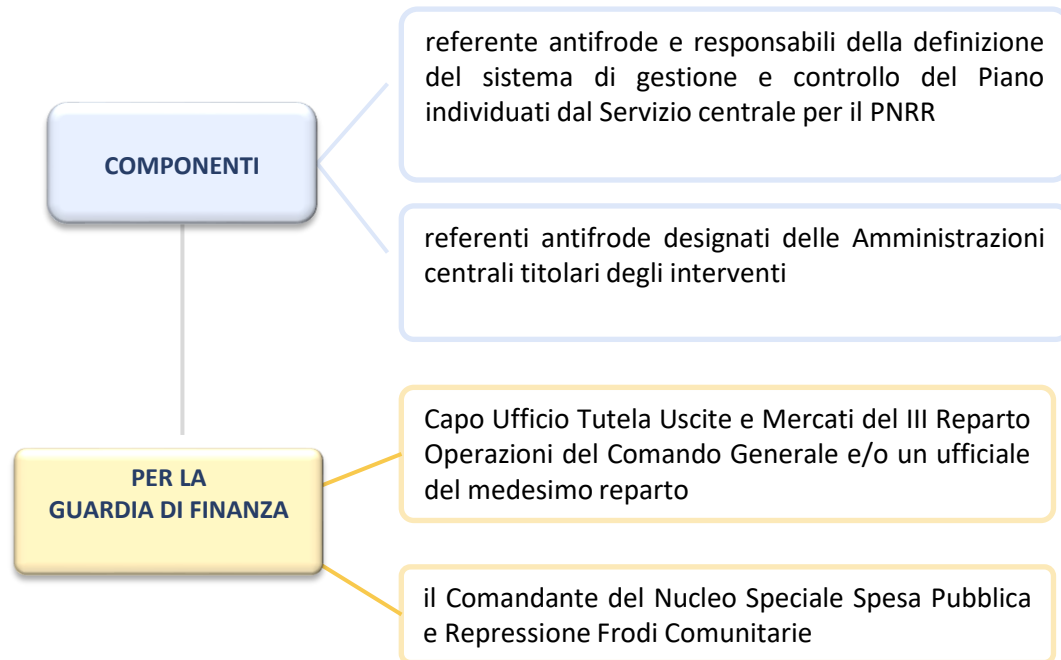 referente antifrode e responsabili della definizione
del sistema di gestione e controllo del Piano
individuati dal Servizio centrale per il PNRR
COMPONENTI
referenti antifrode designati delle Amministrazioni
centrali titolari degli interventi
Capo Ufficio Tutela Uscite e Mercati del III Reparto
Operazioni del Comando Generale e/o un ufficiale
del medesimo reparto
PER LA
GUARDIA DI FINANZA
il Comandante del Nucleo Speciale Spesa Pubblica
e Repressione Frodi Comunitarie